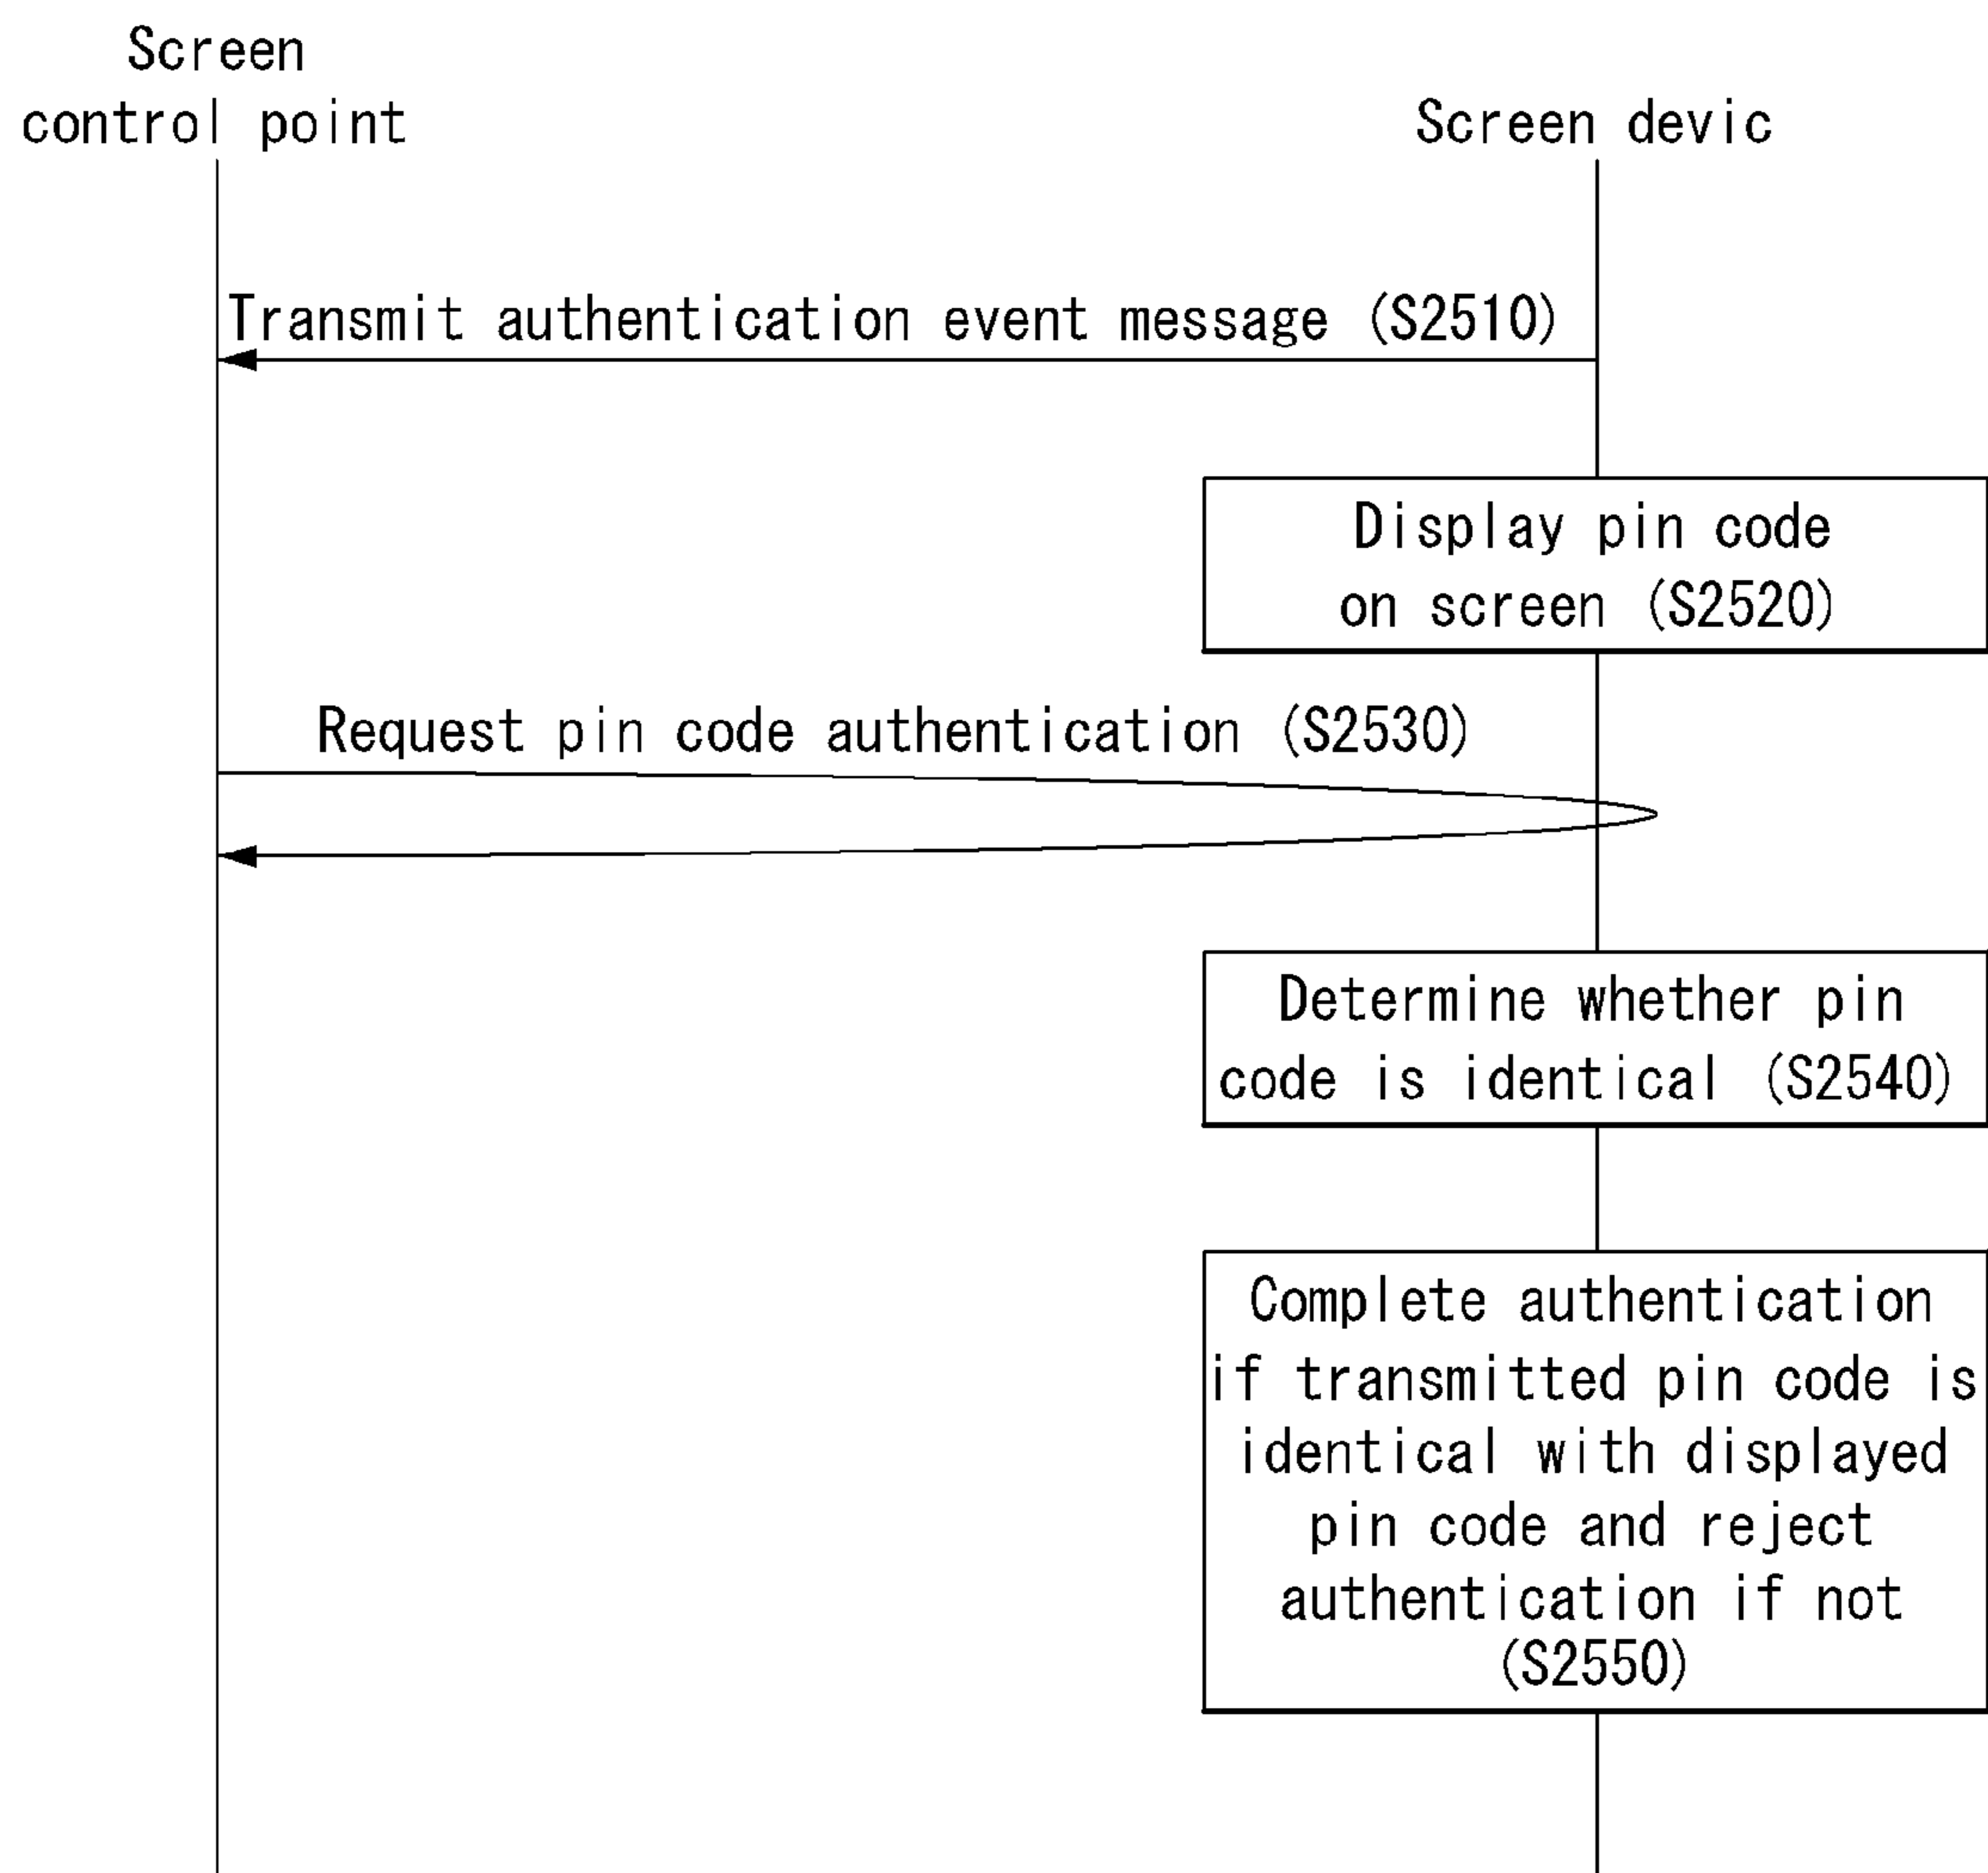 Screen
control point
Screen devic
Transmit authentication event message (S2510)
Display pin code
on screen (S2520)
Request pin code authentication (S2530)
Determine whether pin
code is identical (S2540)
Complete authentication
if transmitted pin code is
identical with displayed
pin code and reject
authentication if not
(S2550)